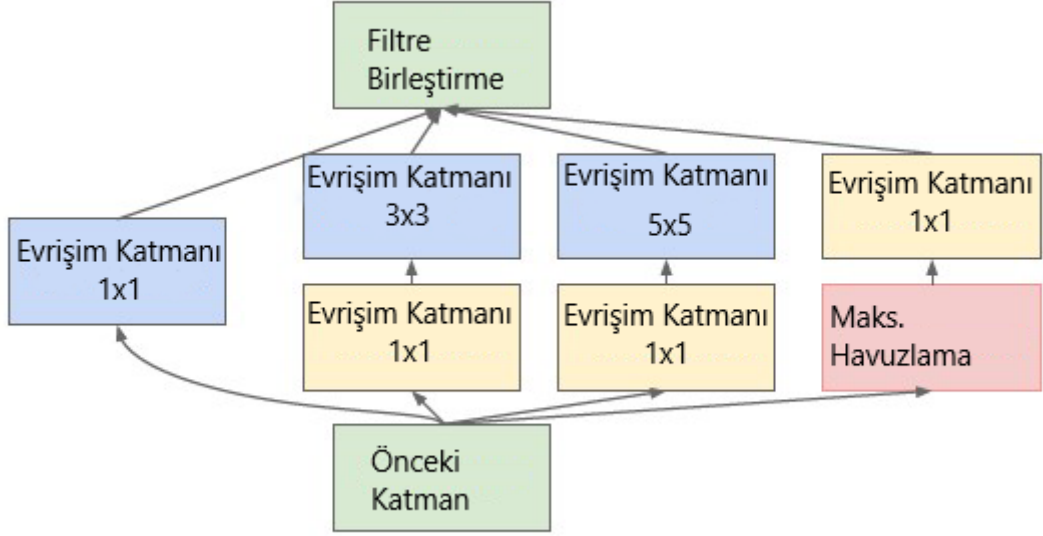 Filtre
Birleştirme
Evrişim Katmanı
3x3
Evrişim Katmanı
5x5
Evrişim Katmanı
1x1
Evrişim Katmanı
1x1
Evrişim Katmanı
1x1
Evrişim Katmanı
1x1
Maks.
Havuzlama
Önceki
Katman